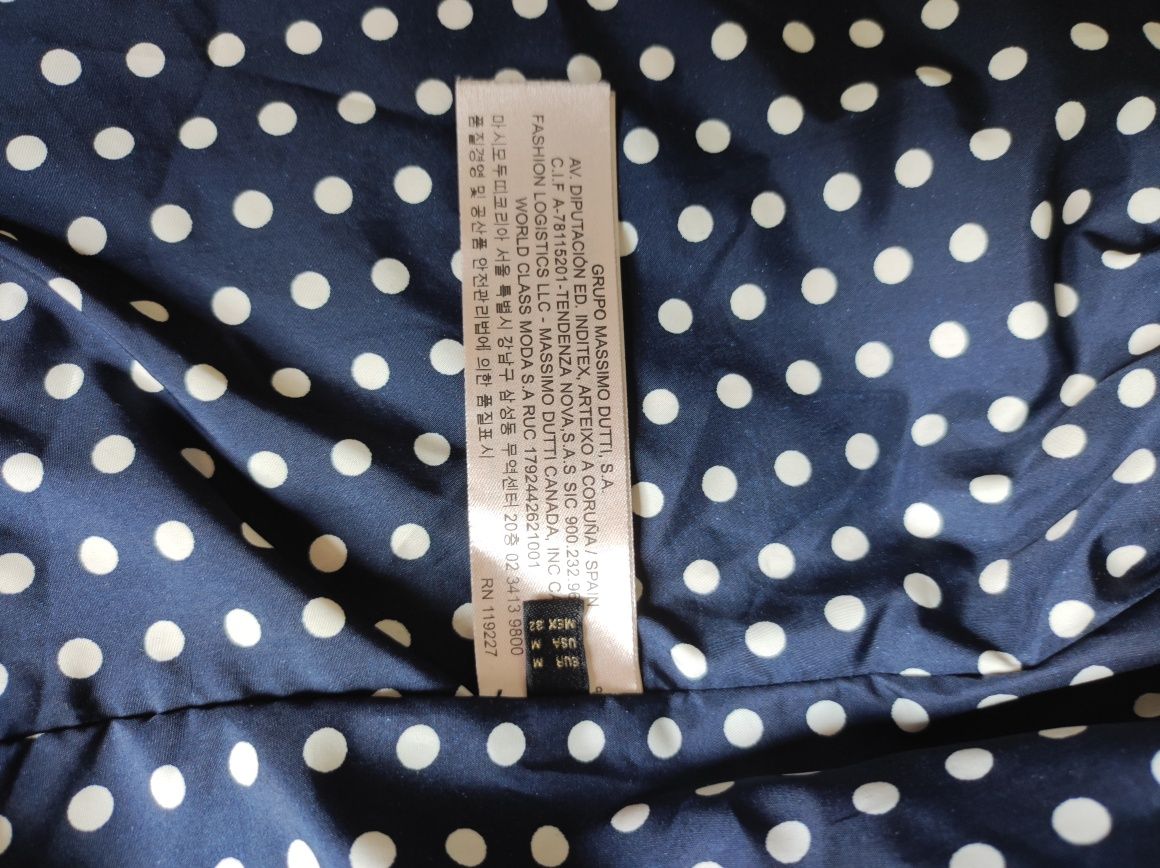 GRUPO MASSIMO DUTTI, S.A.
AV. DIPUTACIÓN ED. INDITEX, ARTEIXO A CORUÑA / SPAIN
C.I.F A-78115201-TENDENZA NOVA,S.A.S SIC 900.232.96
FASHION LOGISTICS LLC - MASSIMO DUTTI CANADA, INC CA
WORLD CLASS MODA S.A RUC 1792442621001
마시모두띠코리아 서울 특별시 강남구 삼성동 무역센터 20층 02 3413 9800
품질경영 및 공산품 안전관리법에 의한 품질표시
RN 119227
EUR M
USA M
MEX 32